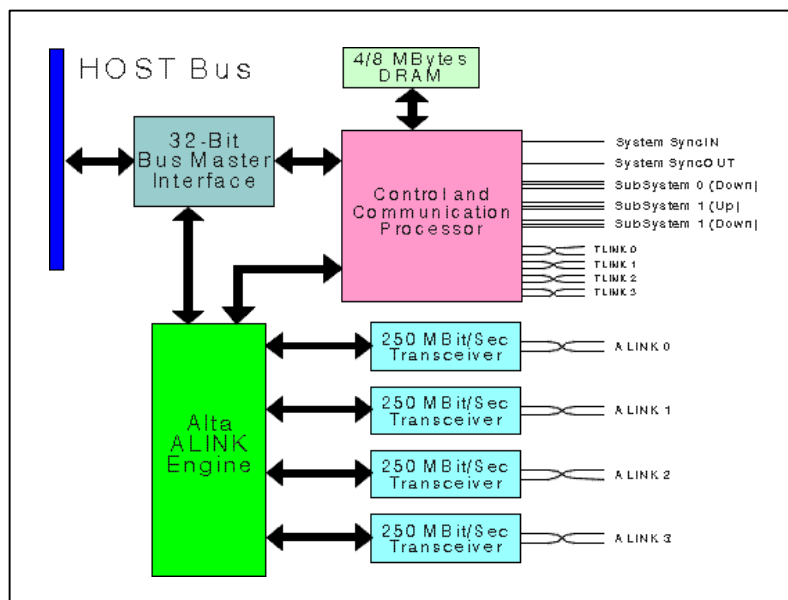 HOST Bus
4/8 MBytes
DRAM
32-Bit
Bus Master
Interface
Control and
Communication
Processor
System SyncIN
System SyncOUT
SubSystem 0 (Down)
SubSystem 1 (Up)
SubSystem 1 (Down)
TLINK 0
TLINK 1
TLINK 2
TLINK 3
Alta
ALINK
Engine
250 MBit/Sec
Transceiver
ALINK 0
250 MBit/Sec
Transceiver
ALINK 1
250 MBit/Sec
Transceiver
ALINK 2
250 MBit/Sec
Transceiver
ALINK 3